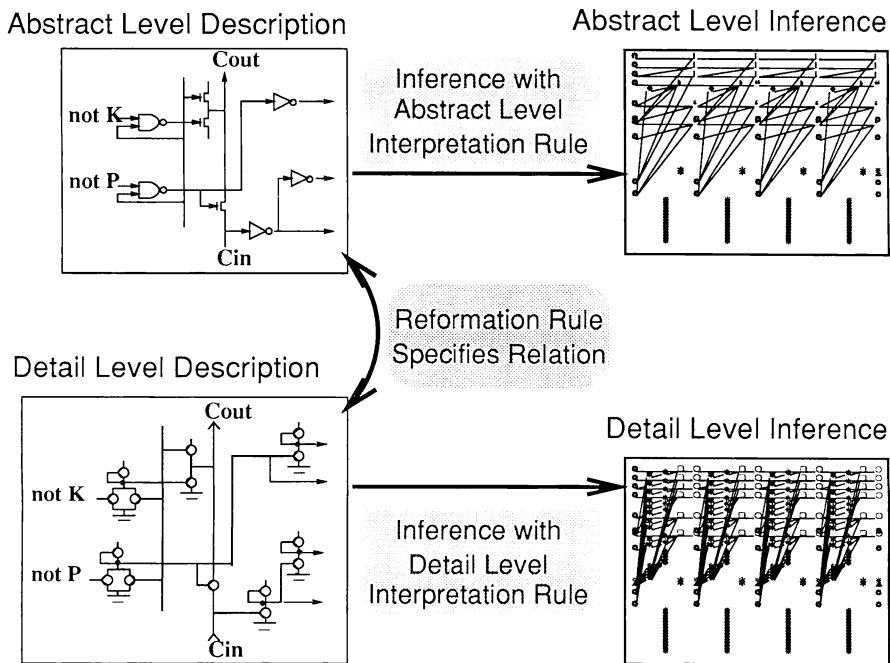 Abstract Level Description
Cout
not K
not P
Cin
Inference with
Abstract Level
Interpretation Rule
Abstract Level Inference
Reformation Rule
Specifies Relation
Detail Level Description
Cout
not K
not P
Cin
Inference with
Detail Level
Interpretation Rule
Detail Level Inference